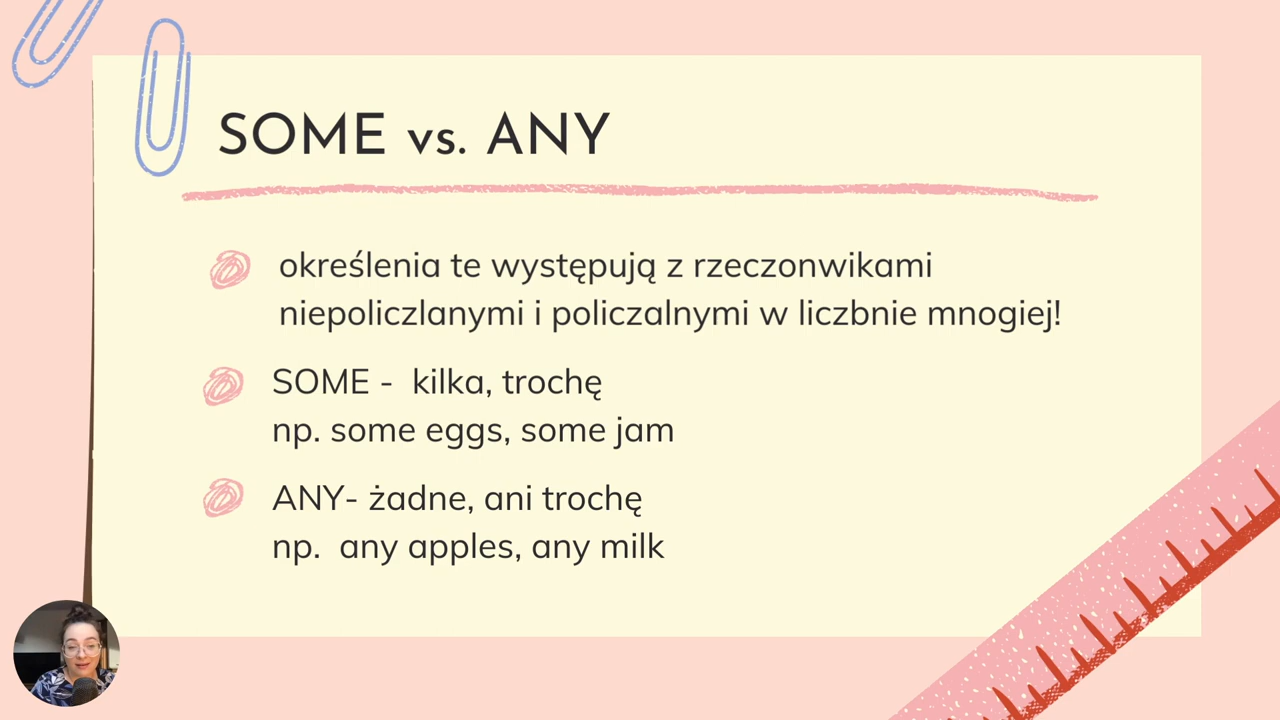 SOME vs. ANY
określenia te występują z rzeczonwikami
niepoliczlanymi i policzalnymi w liczbnie mnogiej!
SOME - kilka, trochę
np. some eggs, some jam
ANY- żadne, ani trochę
np. any apples, any milk